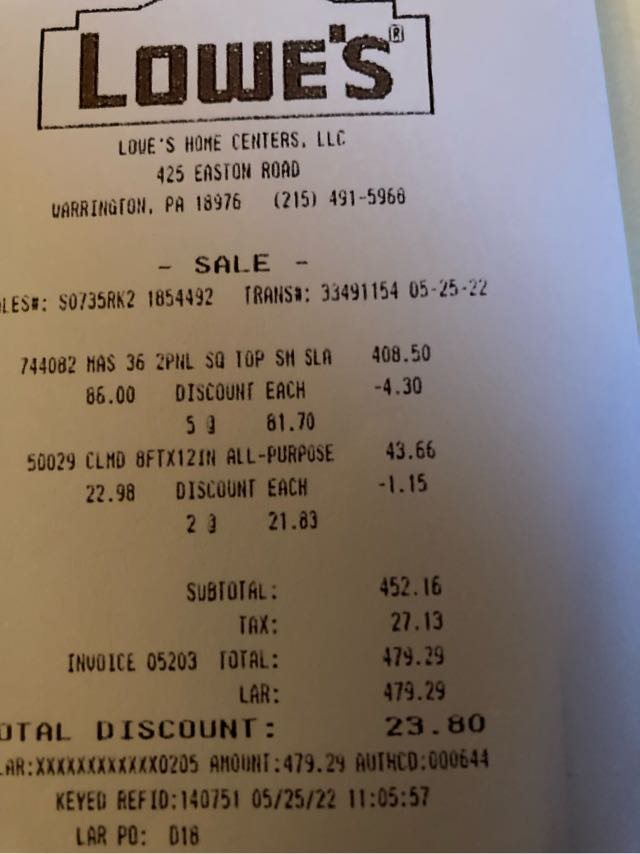 LOWE'S®
LOWE'S HOME CENTERS, LLC
425 EASTON ROAD
WARRINGTON, PA 18976 (215) 491-5968
- SALE -
LES#: S0735RK2 1854492 TRANS#: 33491154 05-25-22
744082 MAS 36 2PNL SQ TOP SM SLA 408.50
86.00 DISCOUNT EACH -4.30
5 @ 81.70
50029 CLMD 8FTX12IN ALL-PURPOSE 43.66
22.98 DISCOUNT EACH -1.15
2 @ 21.83
SUBTOTAL: 452.16
TAX: 27.13
INVOICE 05203 TOTAL: 479.29
LAR: 479.29
OTAL DISCOUNT: 23.80
LAR:XXXXXXXXXXXX0205 AMOUNT:479.29 AUTHCD:000644
KEYED REFID:140751 05/25/22 11:05:57
LAR PO: D18